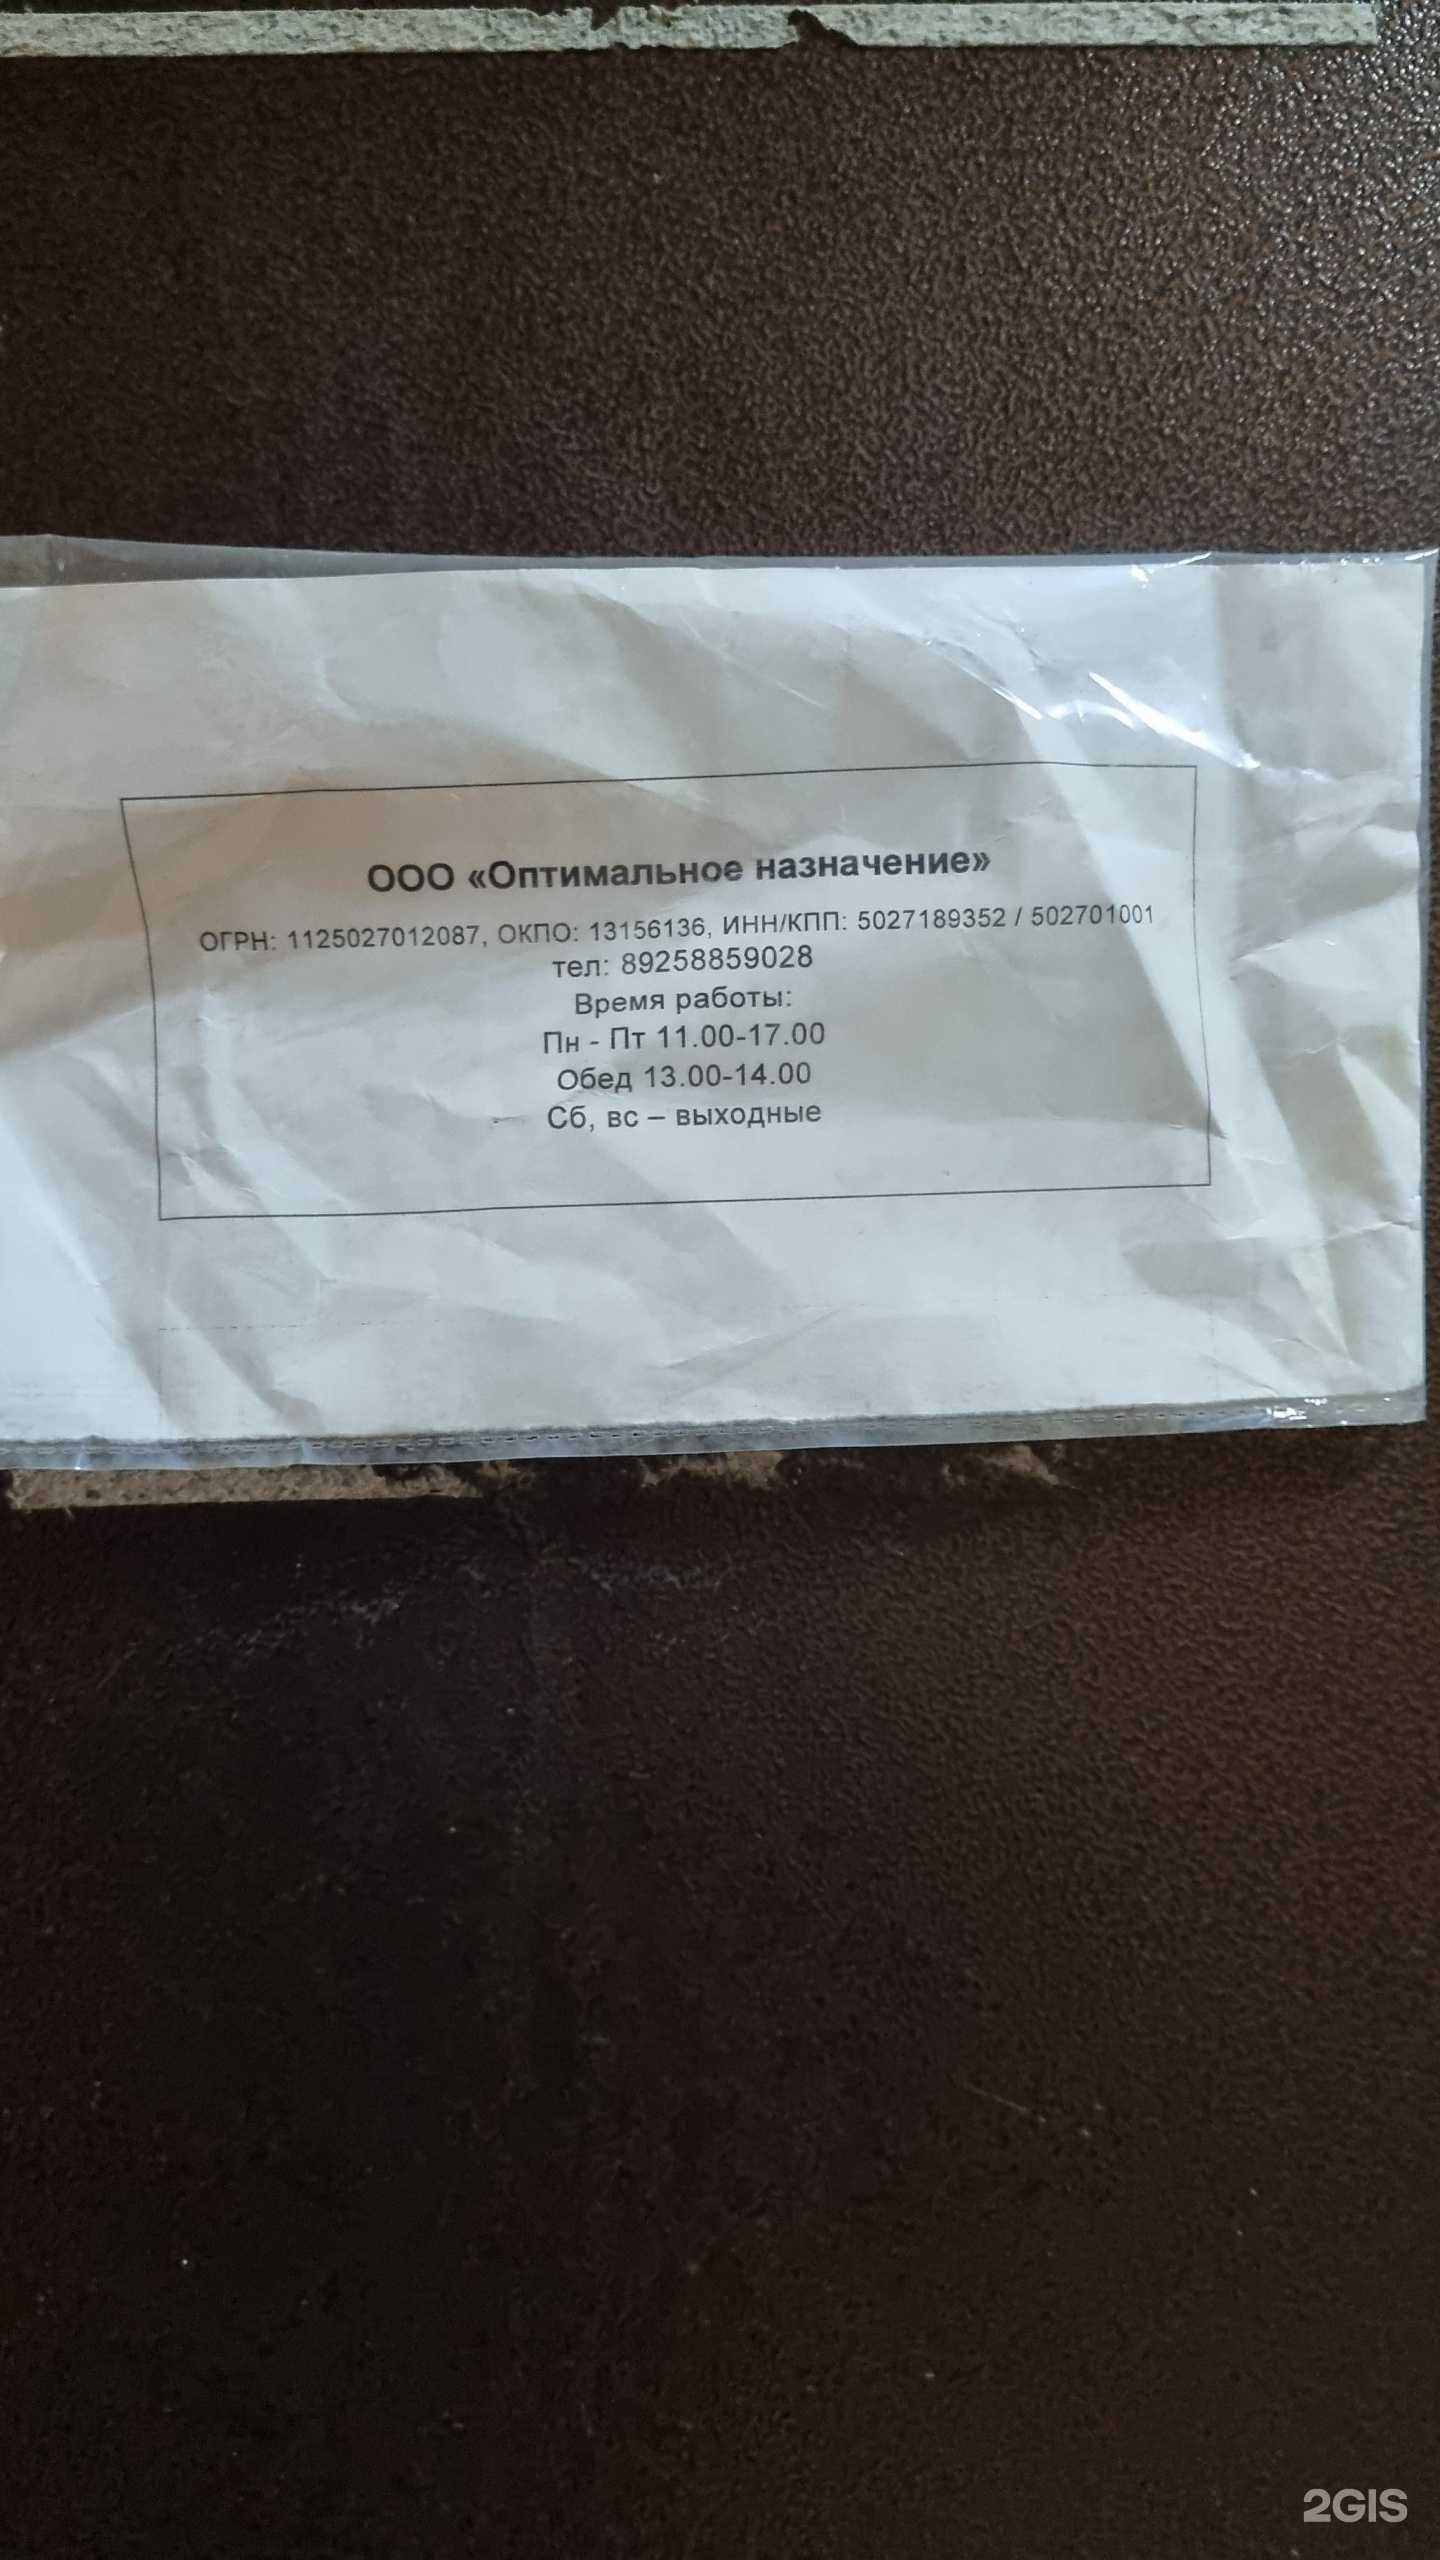 ООО «Оптимальное назначение»
ОГРН: 1125027012087, ОКПО: 13156136, ИНН/КПП: 5027189352 / 502701001
тел: 89258859028
Время работы:
Пн - Пт 11.00-17.00
Обед 13.00-14.00
Сб, вс – выходные
2GIS